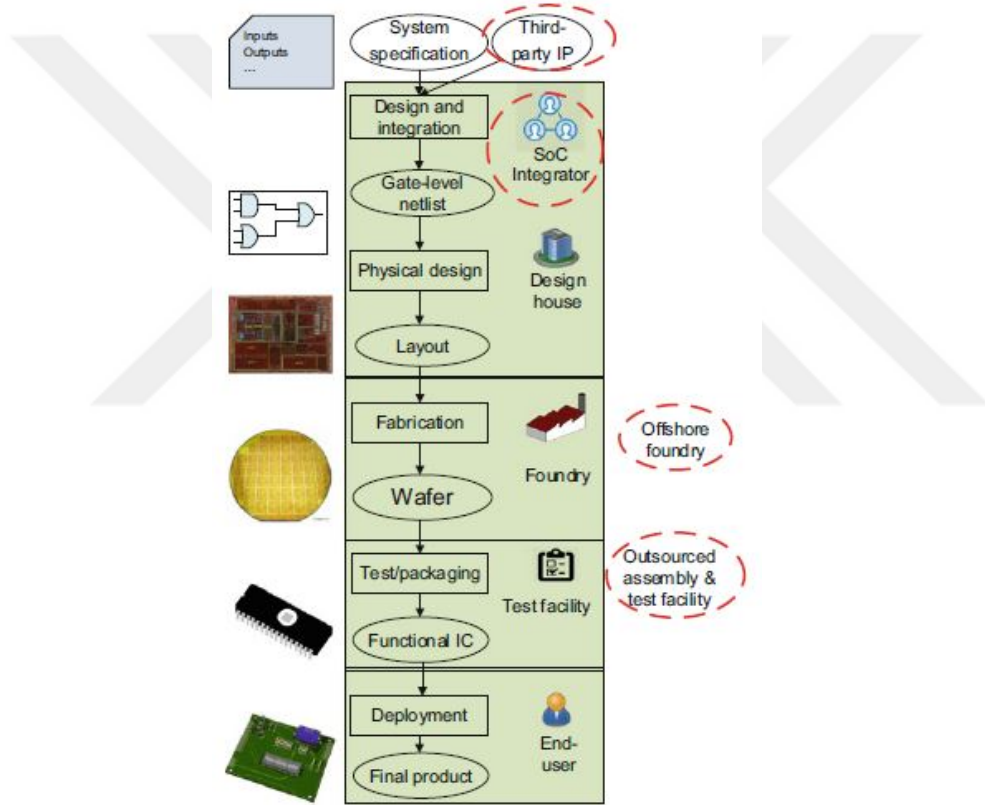 Inputs
Outputs
...
System
specification
Third-
party IP
Design and
integration
SoC
Integrator
Gate-level
netlist
Physical design
Design
house
Layout
Fabrication
Offshore
foundry
Foundry
Wafer
Test/packaging
Outsourced
assembly &
test facility
Test facility
Functional IC
Deployment
End-
user
Final product